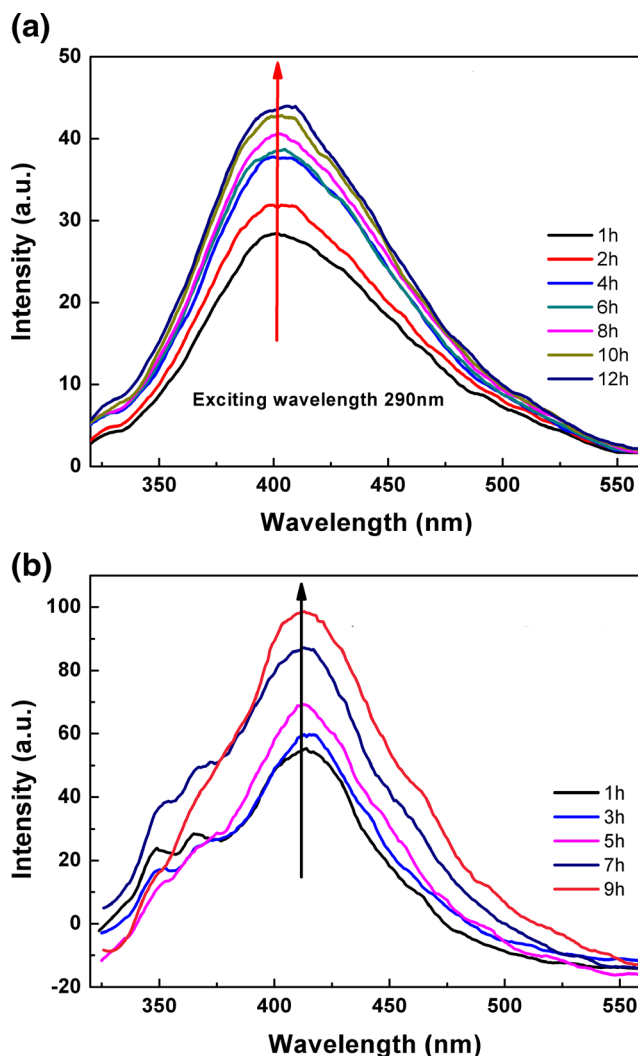 (a)
50
40
30
20
10
0
Intensity (a.u.)
1h
2h
4h
6h
8h
10h
12h
Exciting wavelength 290nm
350 400 450 500 550
Wavelength (nm)
(b)
100
80
60
40
20
0
-20
Intensity (a.u.)
1h
3h
5h
7h
9h
350 400 450 500 550
Wavelength (nm)